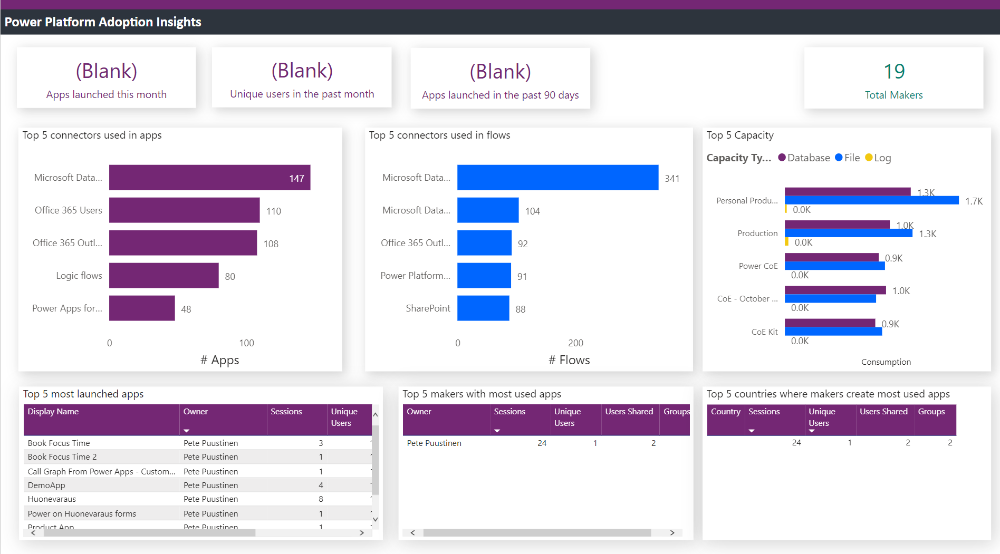 Power Platform Adoption Insights
(Blank)
Apps launched this month
(Blank)
Unique users in the past month
(Blank)
Apps launched in the past 90 days
19
Total Makers
Top 5 connectors used in apps
Microsoft Data... 147
Office 365 Users 110
Office 365 Outl... 108
Logic flows 80
Power Apps for... 48
0 100
# Apps
Top 5 connectors used in flows
Microsoft Data... 341
Microsoft Data... 104
Office 365 Outl... 92
Power Platform... 91
SharePoint 88
0 200
# Flows
Top 5 Capacity
Capacity Ty... Database File Log
1.3K
Personal Produ... 1.7K
0.0K
1.0K
Production 1.3K
0.0K
0.9K
Power CoE
0.0K
1.0K
CoE - October ...
0.0K
0.9K
CoE Kit
0.0K
Consumption
Top 5 most launched apps
Display Name Owner Sessions Unique Users
Book Focus Time Pete Puustinen 3
Book Focus Time 2 Pete Puustinen 1
Call Graph From Power Apps - Custom... Pete Puustinen 1
DemoApp Pete Puustinen 4
Huonevaraus Pete Puustinen 8
Power on Huonevaraus forms Pete Puustinen 1
Product App Pete Puustinen 1
Top 5 makers with most used apps
Owner Sessions Unique Users Users Shared Groups
Pete Puustinen 24 1 2
Top 5 countries where makers create most used apps
Country Sessions Unique Users Users Shared Groups
24 1 2 2